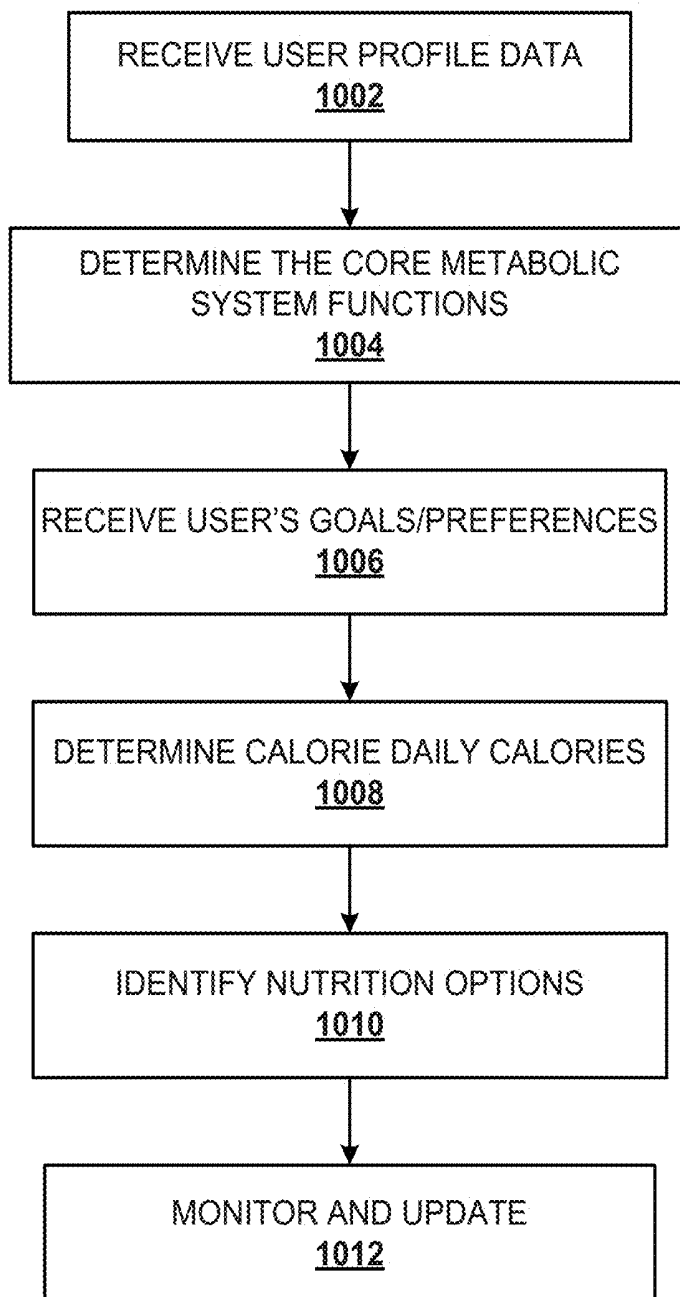 RECEIVE USER PROFILE DATA
1002
DETERMINE THE CORE METABOLIC
SYSTEM FUNCTIONS
1004
RECEIVE USER'S GOALS/PREFERENCES
1006
DETERMINE CALORIE DAILY CALORIES
1008
IDENTIFY NUTRITION OPTIONS
1010
MONITOR AND UPDATE
1012